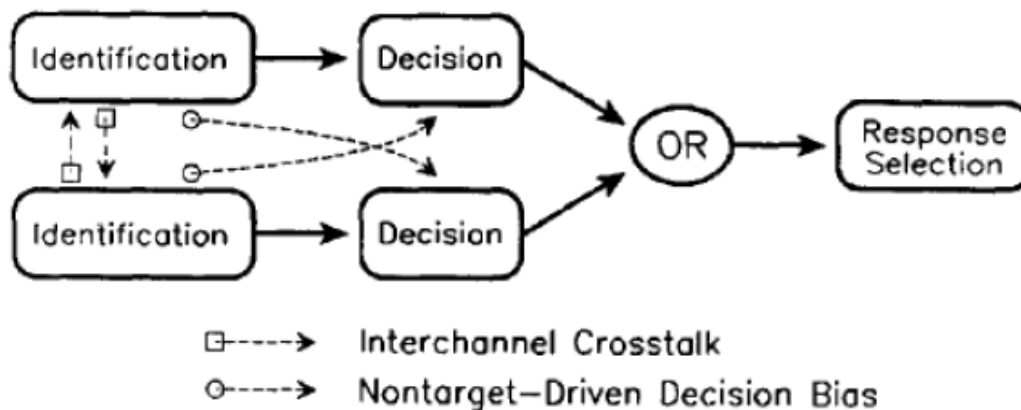 Identification
Decision
OR
Response
Selection
Identification
Decision
Interchannel Crosstalk
Nontarget-Driven Decision Bias